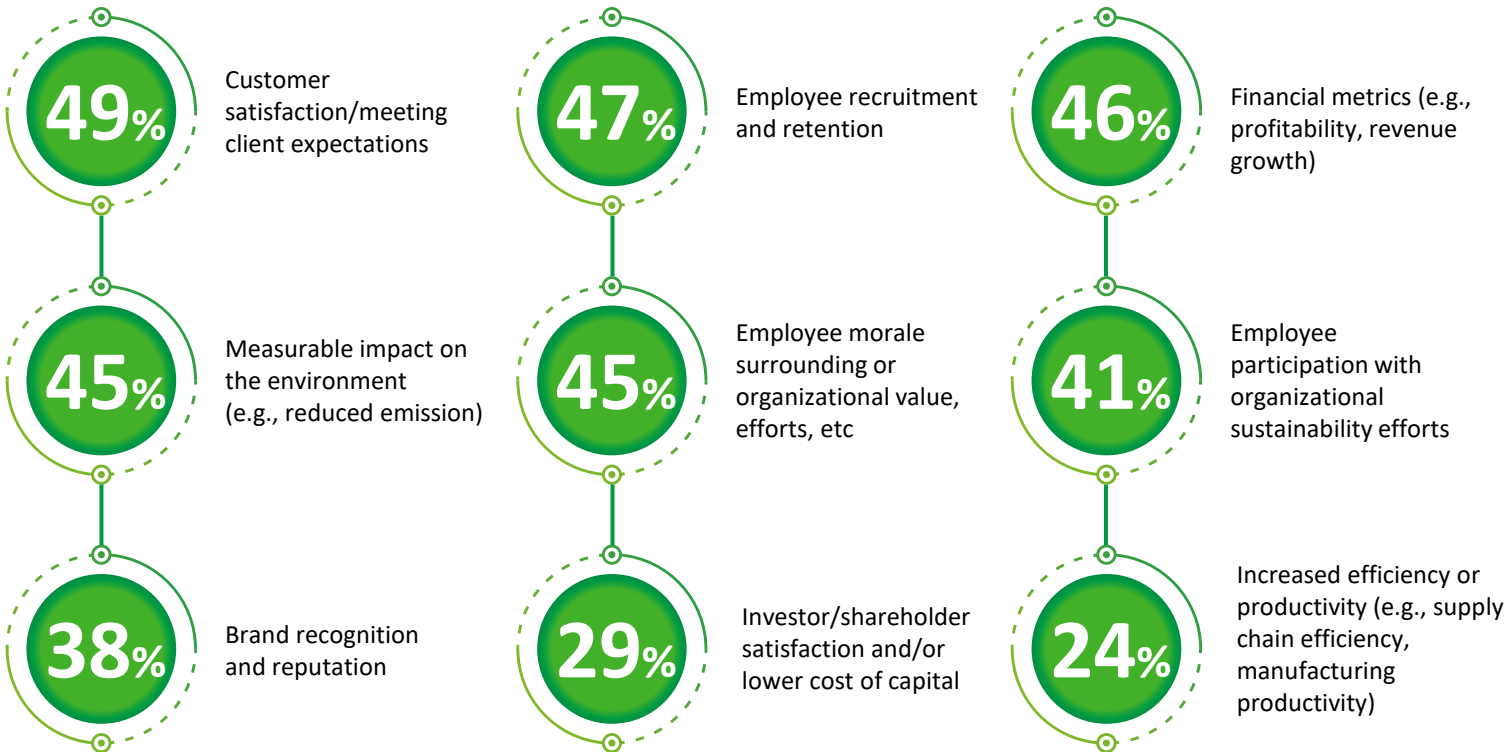 49%
Customer
satisfaction/meeting
client expectations
47%
Employee recruitment
and retention
46%
Financial metrics (e.g.,
profitability, revenue
growth)
45%
Measurable impact on
the environment
(e.g., reduced emission)
45%
Employee morale
surrounding or
organizational value,
efforts, etc
41%
Employee
participation with
organizational
sustainability efforts
38%
Brand recognition
and reputation
29%
Investor/shareholder
satisfaction and/or
lower cost of capital
24%
Increased efficiency or
productivity (e.g., supply
chain efficiency,
manufacturing
productivity)